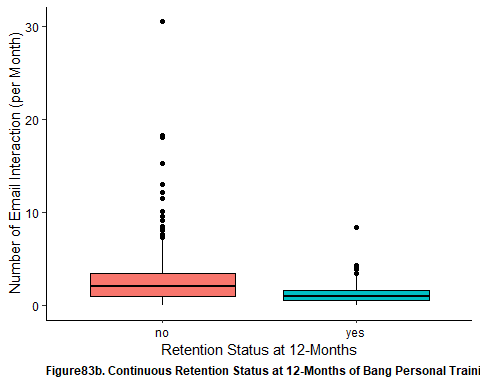 30
20
10
0
Number of Email Interaction (per Month)
no
yes
Retention Status at 12-Months
Figure83b. Continuous Retention Status at 12-Months of Bang Personal Traini